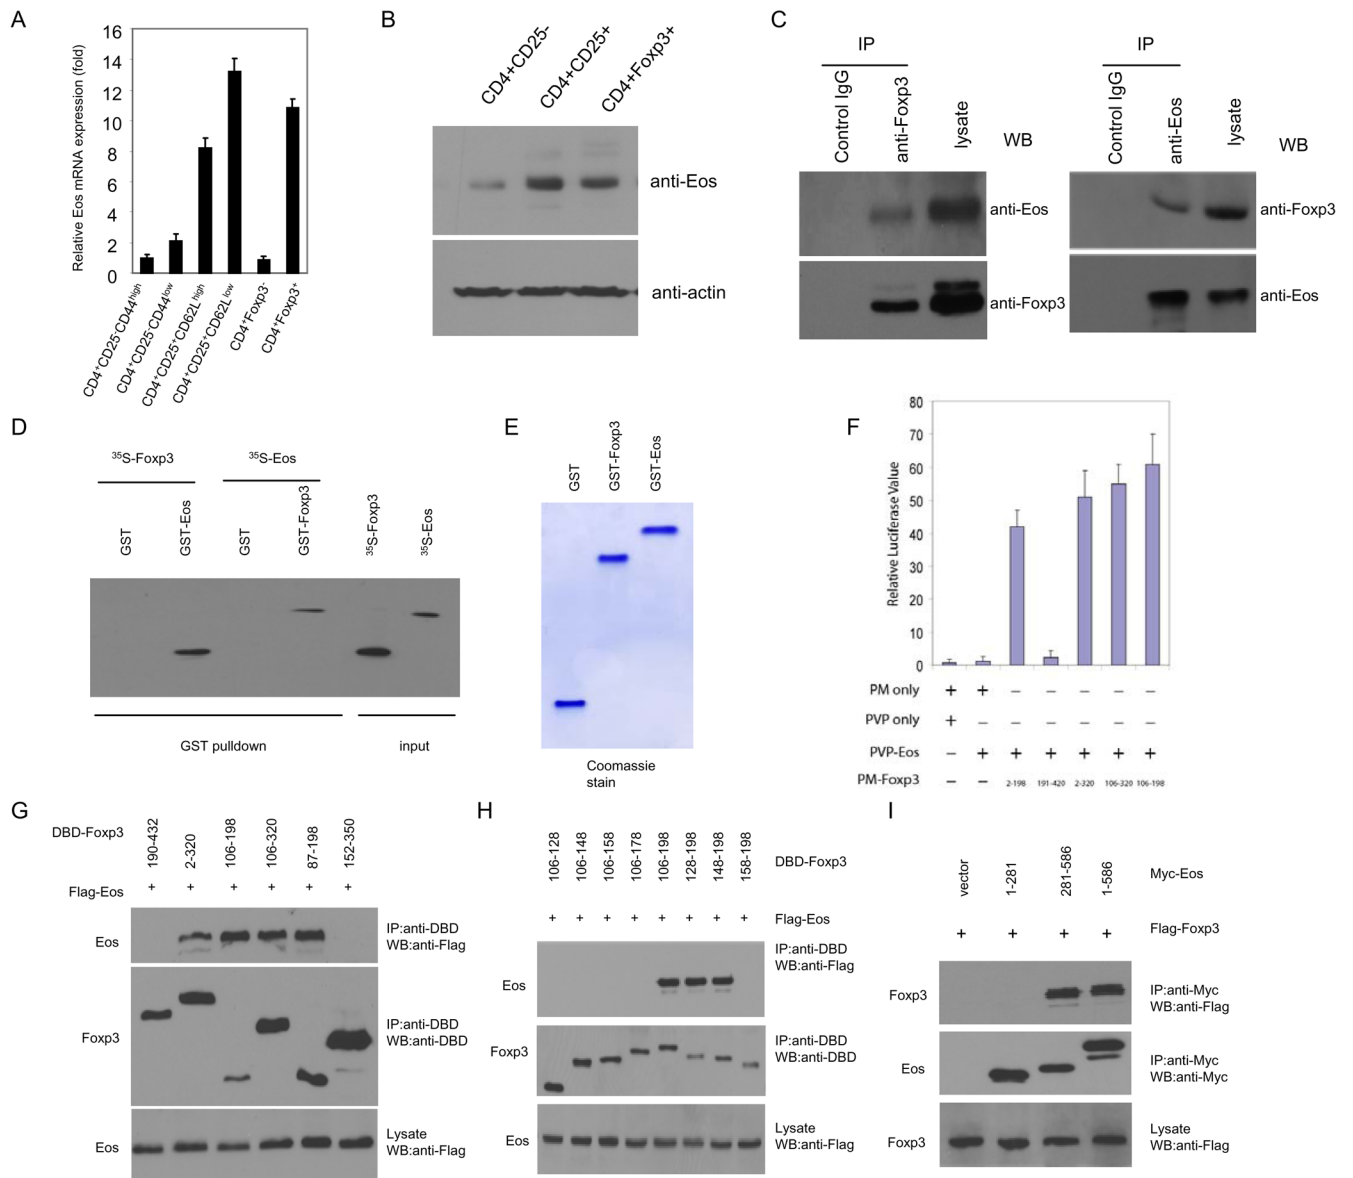 A
Relative Eos mRNA expression (fold)
16
14
12
10
8
6
4
2
0
CD4+CD25-CD44high
CD4+CD25-CD44low
CD4+CD25+CD62Lhigh
CD4+CD25+CD62Llow
CD4+Foxp3-
CD4+Foxp3+
B
CD4+CD25-
CD4+CD25+
CD4+Foxp3+
anti-Eos
anti-actin
C
IP
Control IgG
anti-Foxp3
lysate
WB
anti-Eos
anti-Foxp3
IP
Control IgG
anti-Eos
lysate
WB
anti-Foxp3
anti-Eos
D
35S-Foxp3
35S-Eos
GST
GST-Eos
GST
GST-Foxp3
35S-Foxp3
35S-Eos
GST pulldown
input
E
GST
GST-Foxp3
GST-Eos
Coomassie
stain
F
Relative Luciferase Value
80
70
60
50
40
30
20
10
0
PM only + + – – – – –
PVP only + – – – – – –
PVP-Eos – + + + + + +
PM-Foxp3 – – 2-198 191-420 2-320 106-320 106-198
G
DBD-Foxp3
190-432
2-320
106-198
106-320
87-198
152-350
Flag-Eos + + + + + +
Eos
IP:anti-DBD
WB:anti-Flag
Foxp3
IP:anti-DBD
WB:anti-DBD
Eos
Lysate
WB:anti-Flag
H
106-128
106-148
106-158
106-178
106-198
128-198
148-198
158-198
DBD-Foxp3
+ + + + + + + + Flag-Eos
Eos
IP:anti-DBD
WB:anti-Flag
Foxp3
IP:anti-DBD
WB:anti-DBD
Eos
Lysate
WB:anti-Flag
I
vector
1-281
281-586
1-586
Myc-Eos
+ + + + Flag-Foxp3
Foxp3
IP:anti-Myc
WB:anti-Flag
Eos
IP:anti-Myc
WB:anti-Myc
Foxp3
Lysate
WB:anti-Flag